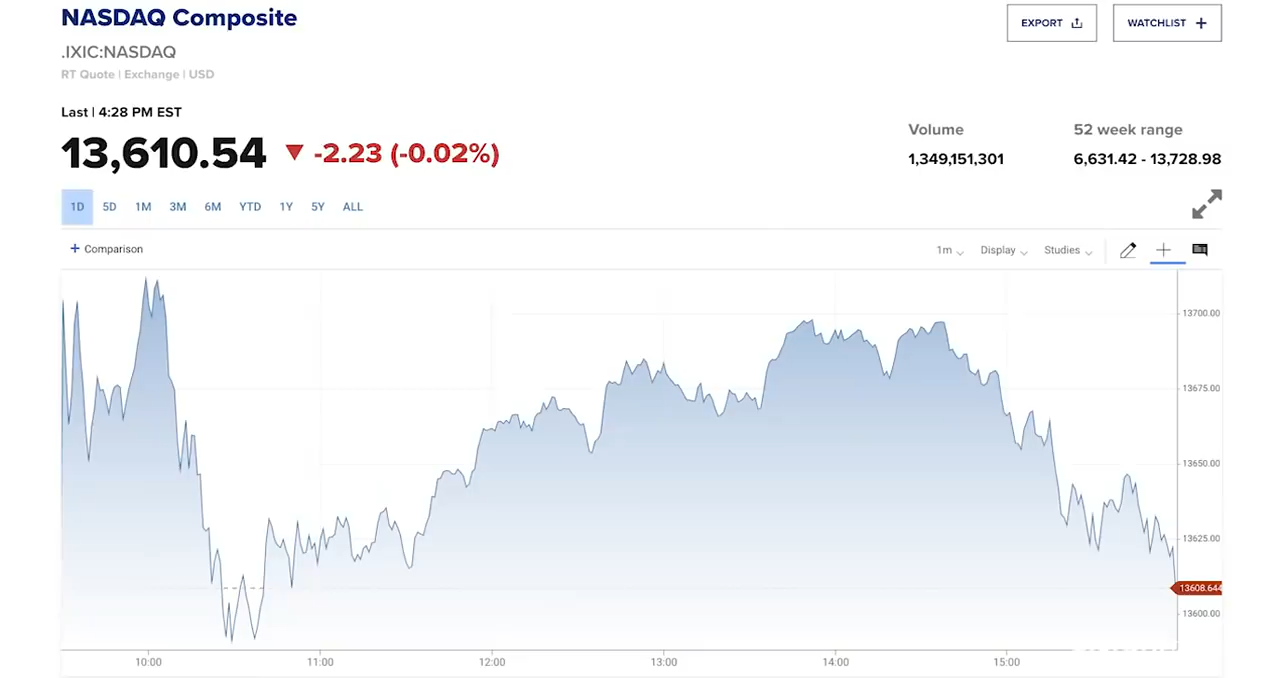 NASDAQ Composite
EXPORT
WATCHLIST +
.IXIC:NASDAQ
RT Quote | Exchange | USD
Last | 4:28 PM EST
13,610.54 ▼ -2.23 (-0.02%)
Volume
52 week range
1,349,151,301
6,631.42 - 13,728.98
1D 5D 1M 3M 6M YTD 1Y 5Y ALL
+ Comparison
1m Display Studies
13700.00
13675.00
13650.00
13625.00
13608.644
13600.00
10:00 11:00 12:00 13:00 14:00 15:00